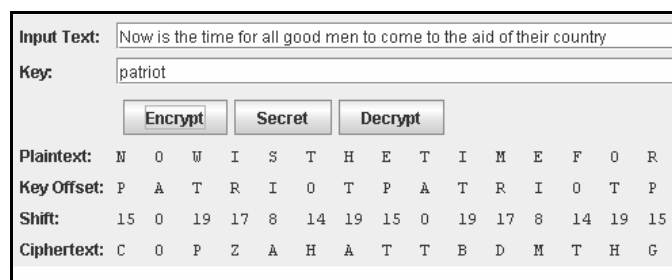 Input Text: Now is the time for all good men to come to the aid of their country
Key: patriot
Encrypt Secret Decrypt
Plaintext: N O W I S T H E T I M E F O R
Key Offset: P A T R I O T P A T R I O T P
Shift: 15 0 19 17 8 14 19 15 0 19 17 8 14 19 15
Ciphertext: C O P Z A H A T T B D M T H G